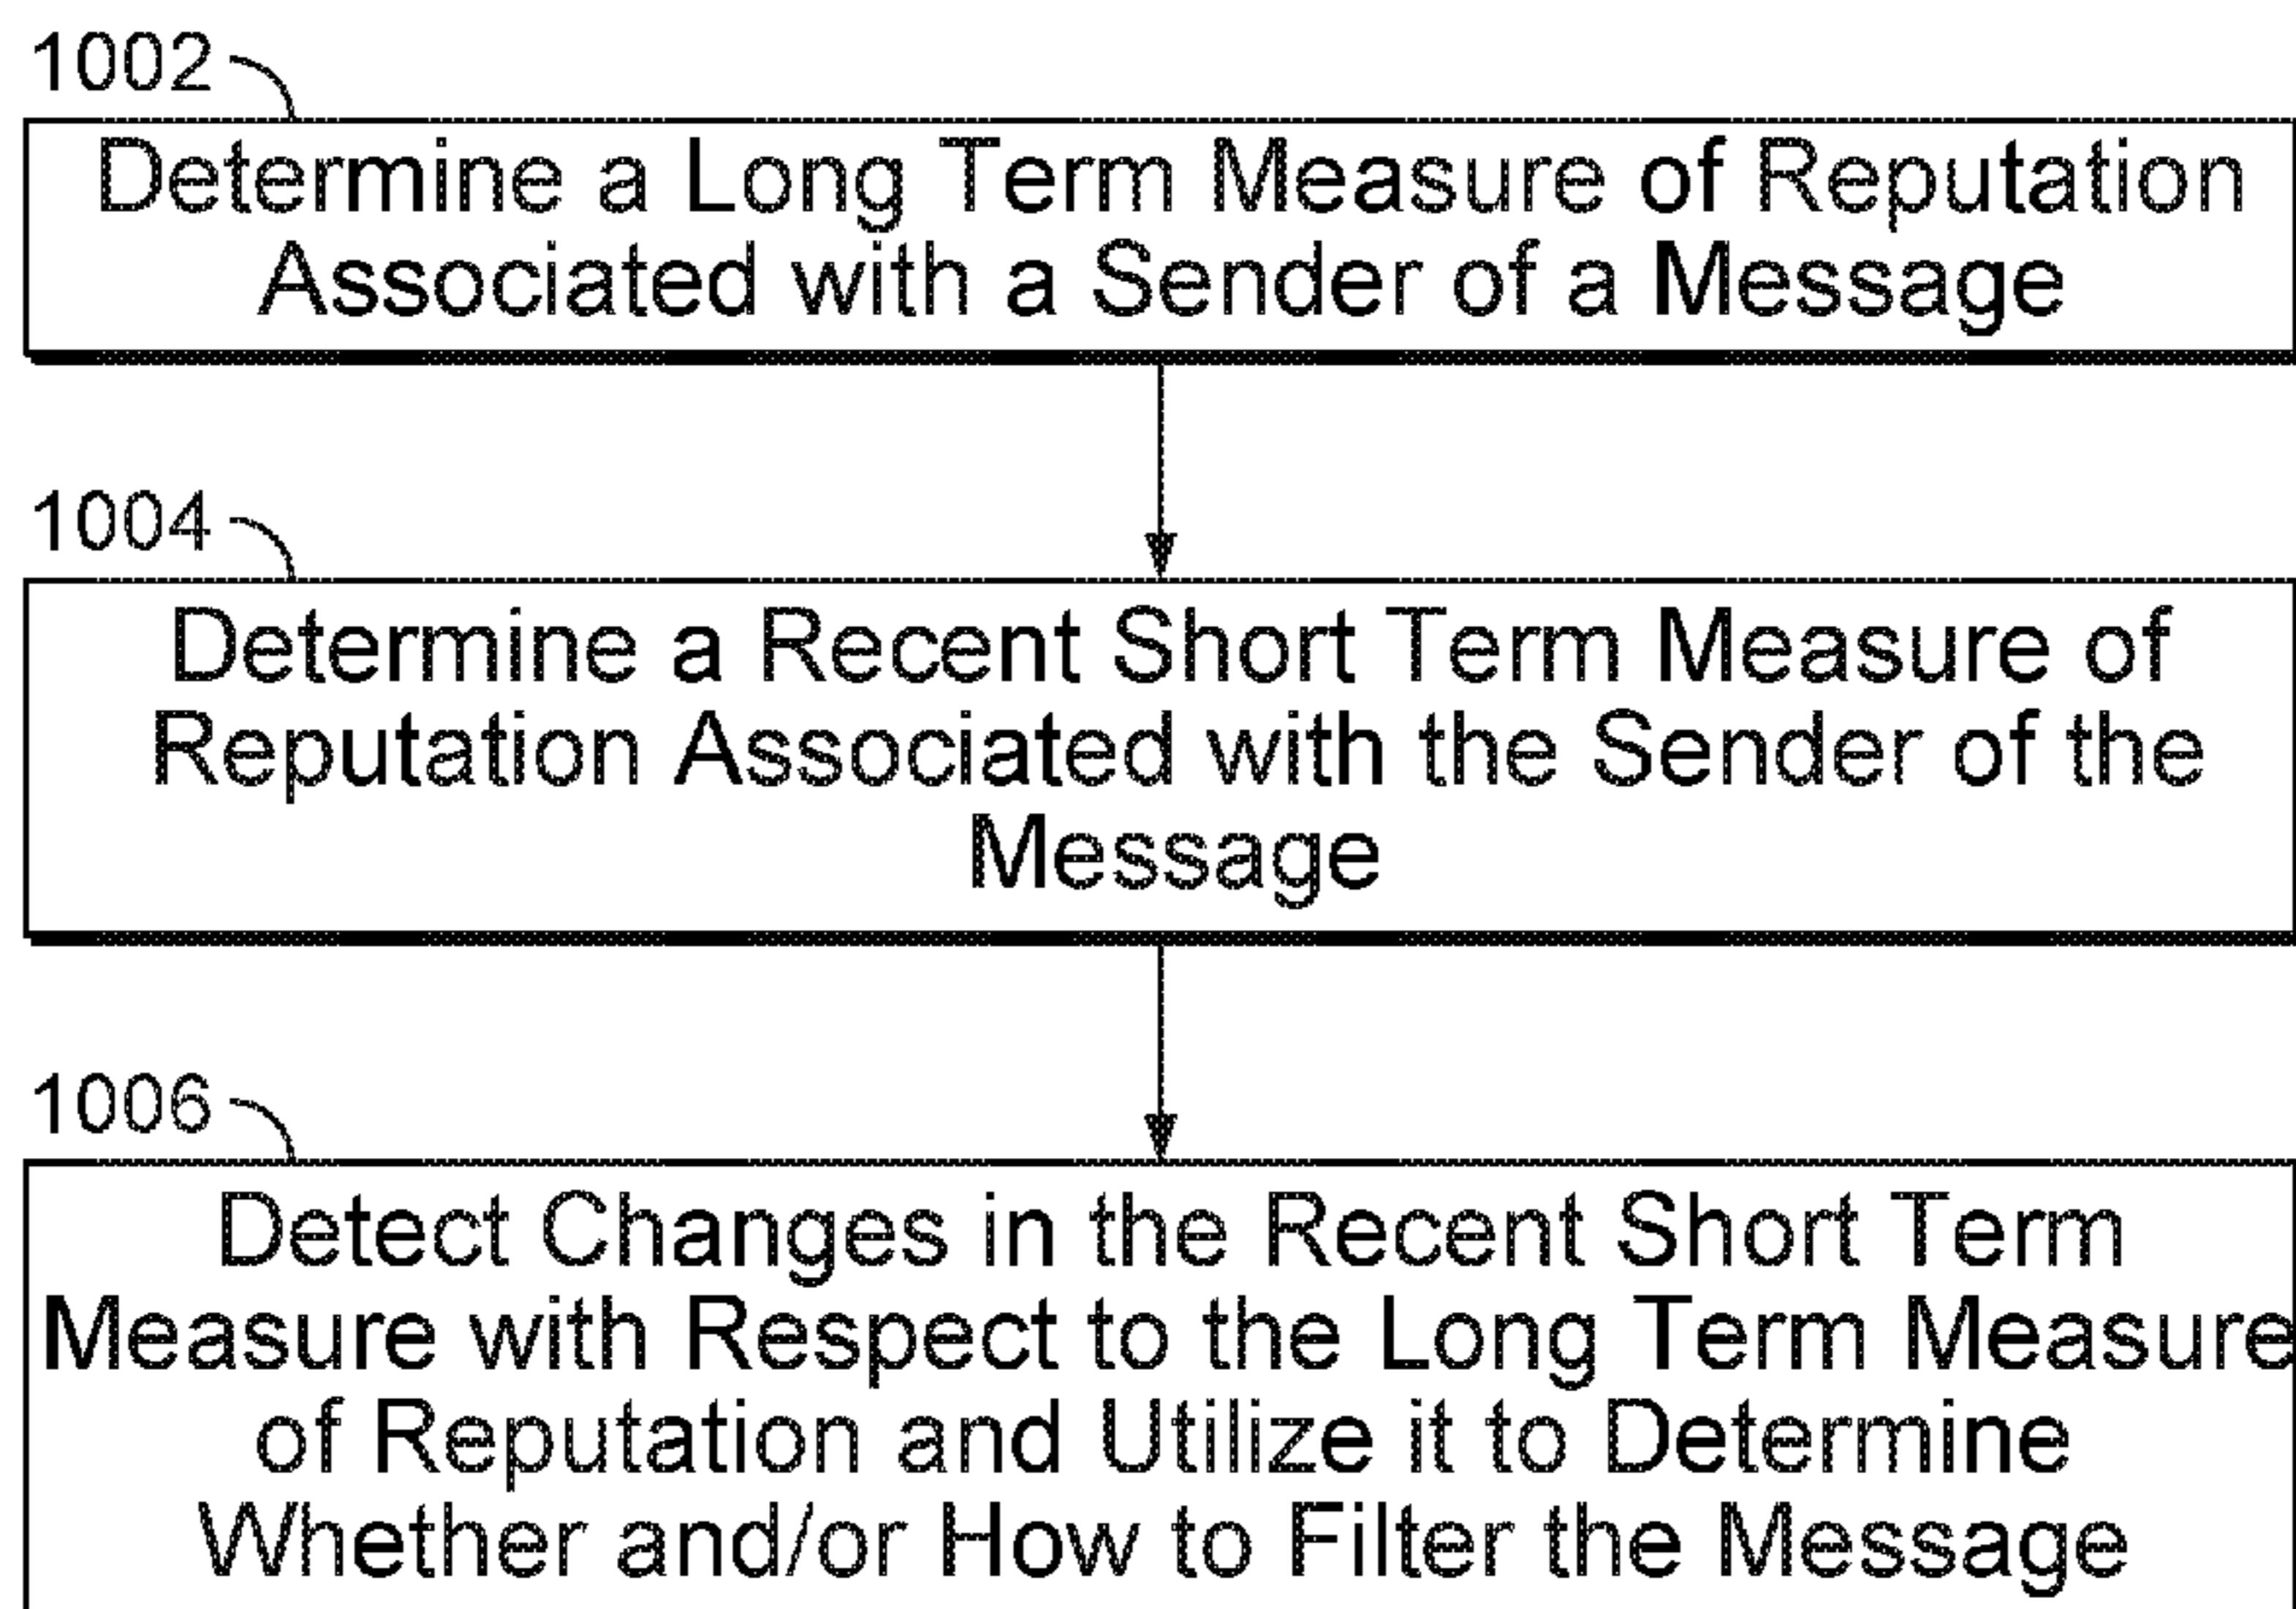 1002
Determine a Long Term Measure of Reputation
Associated with a Sender of a Message
1004
Determine a Recent Short Term Measure of
Reputation Associated with the Sender of the
Message
1006
Detect Changes in the Recent Short Term
Measure with Respect to the Long Term Measure
of Reputation and Utilize it to Determine
Whether and/or How to Filter the Message